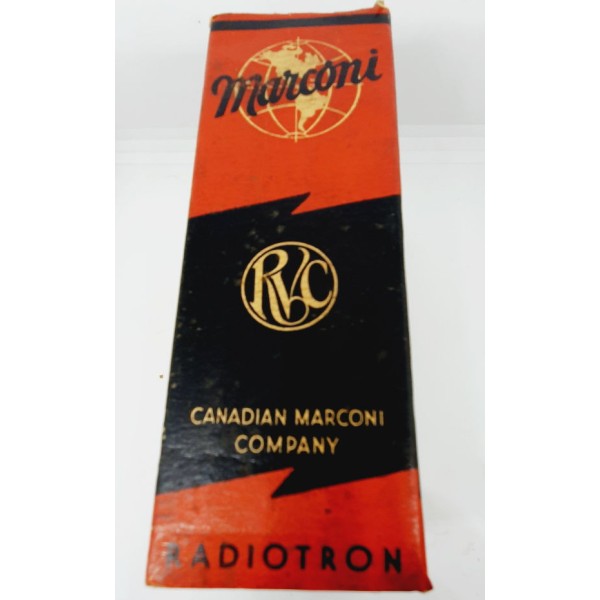 Marconi
RVC
CANADIAN MARCONI
COMPANY
RADIOTRON